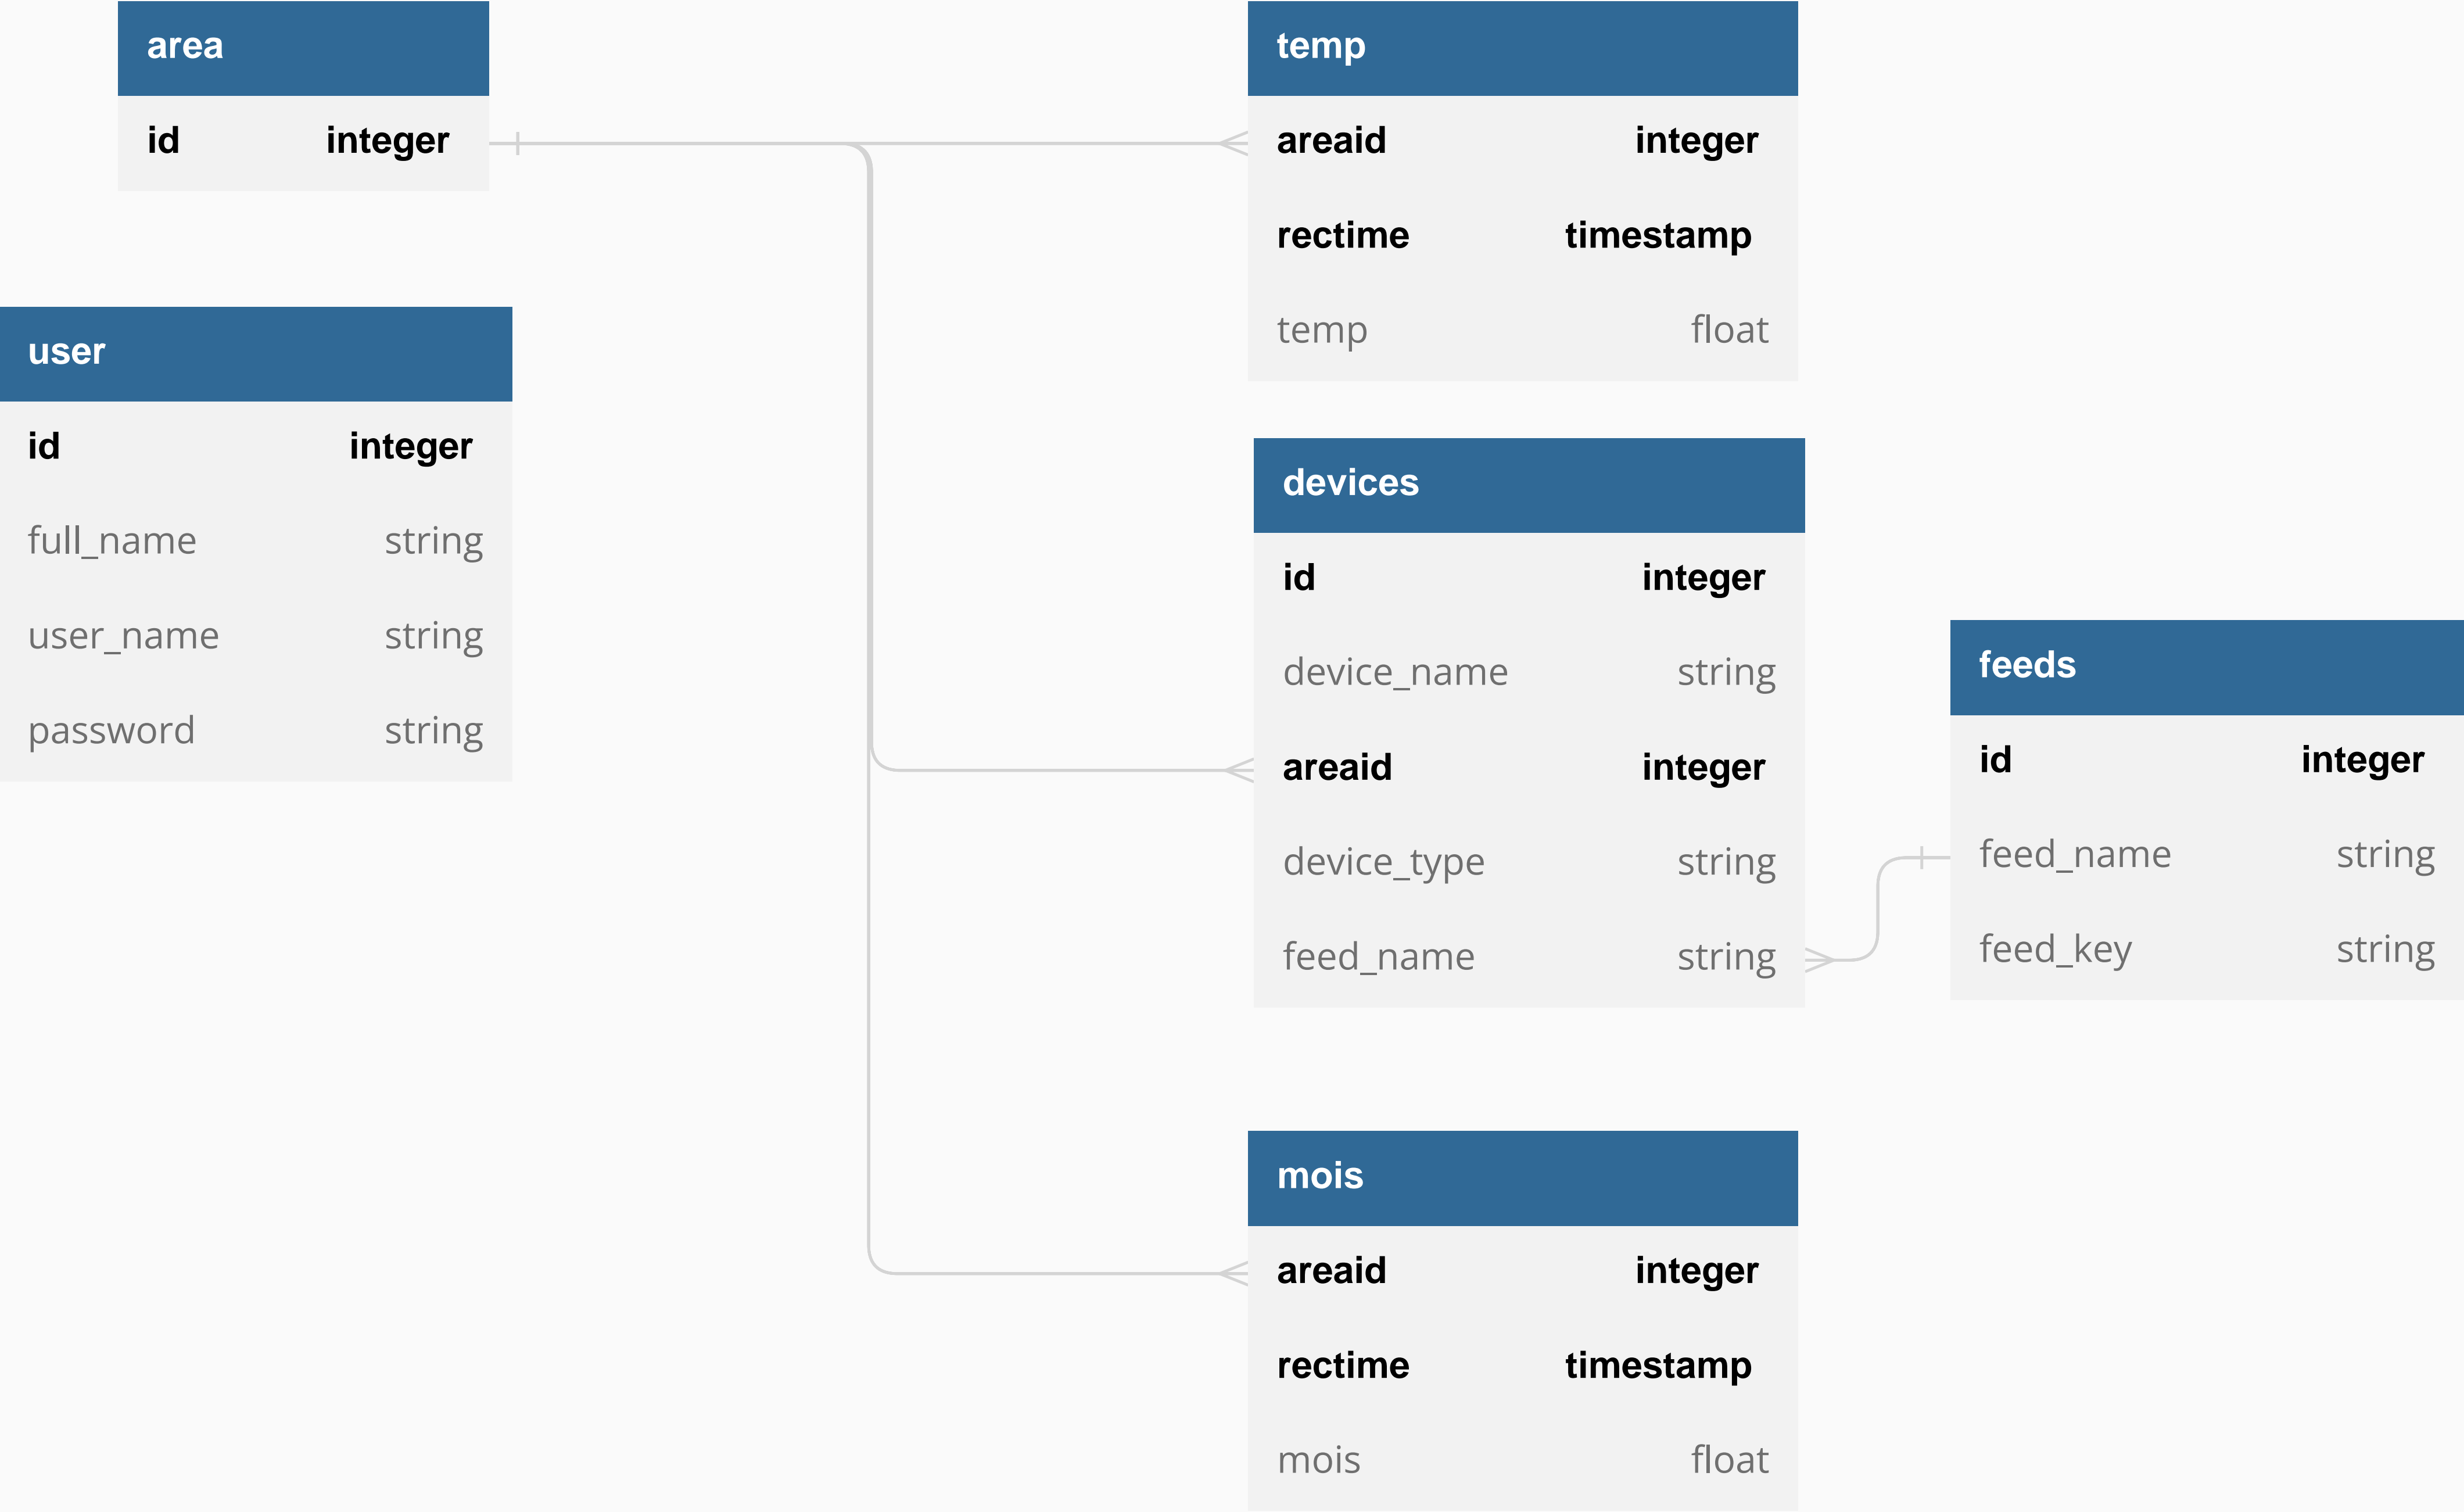 area
id integer
user
id integer
full_name string
user_name string
password string
temp
areaid integer
rectime timestamp
temp float
devices
id integer
device_name string
areaid integer
device_type string
feed_name string
feeds
id integer
feed_name string
feed_key string
mois
areaid integer
rectime timestamp
mois float